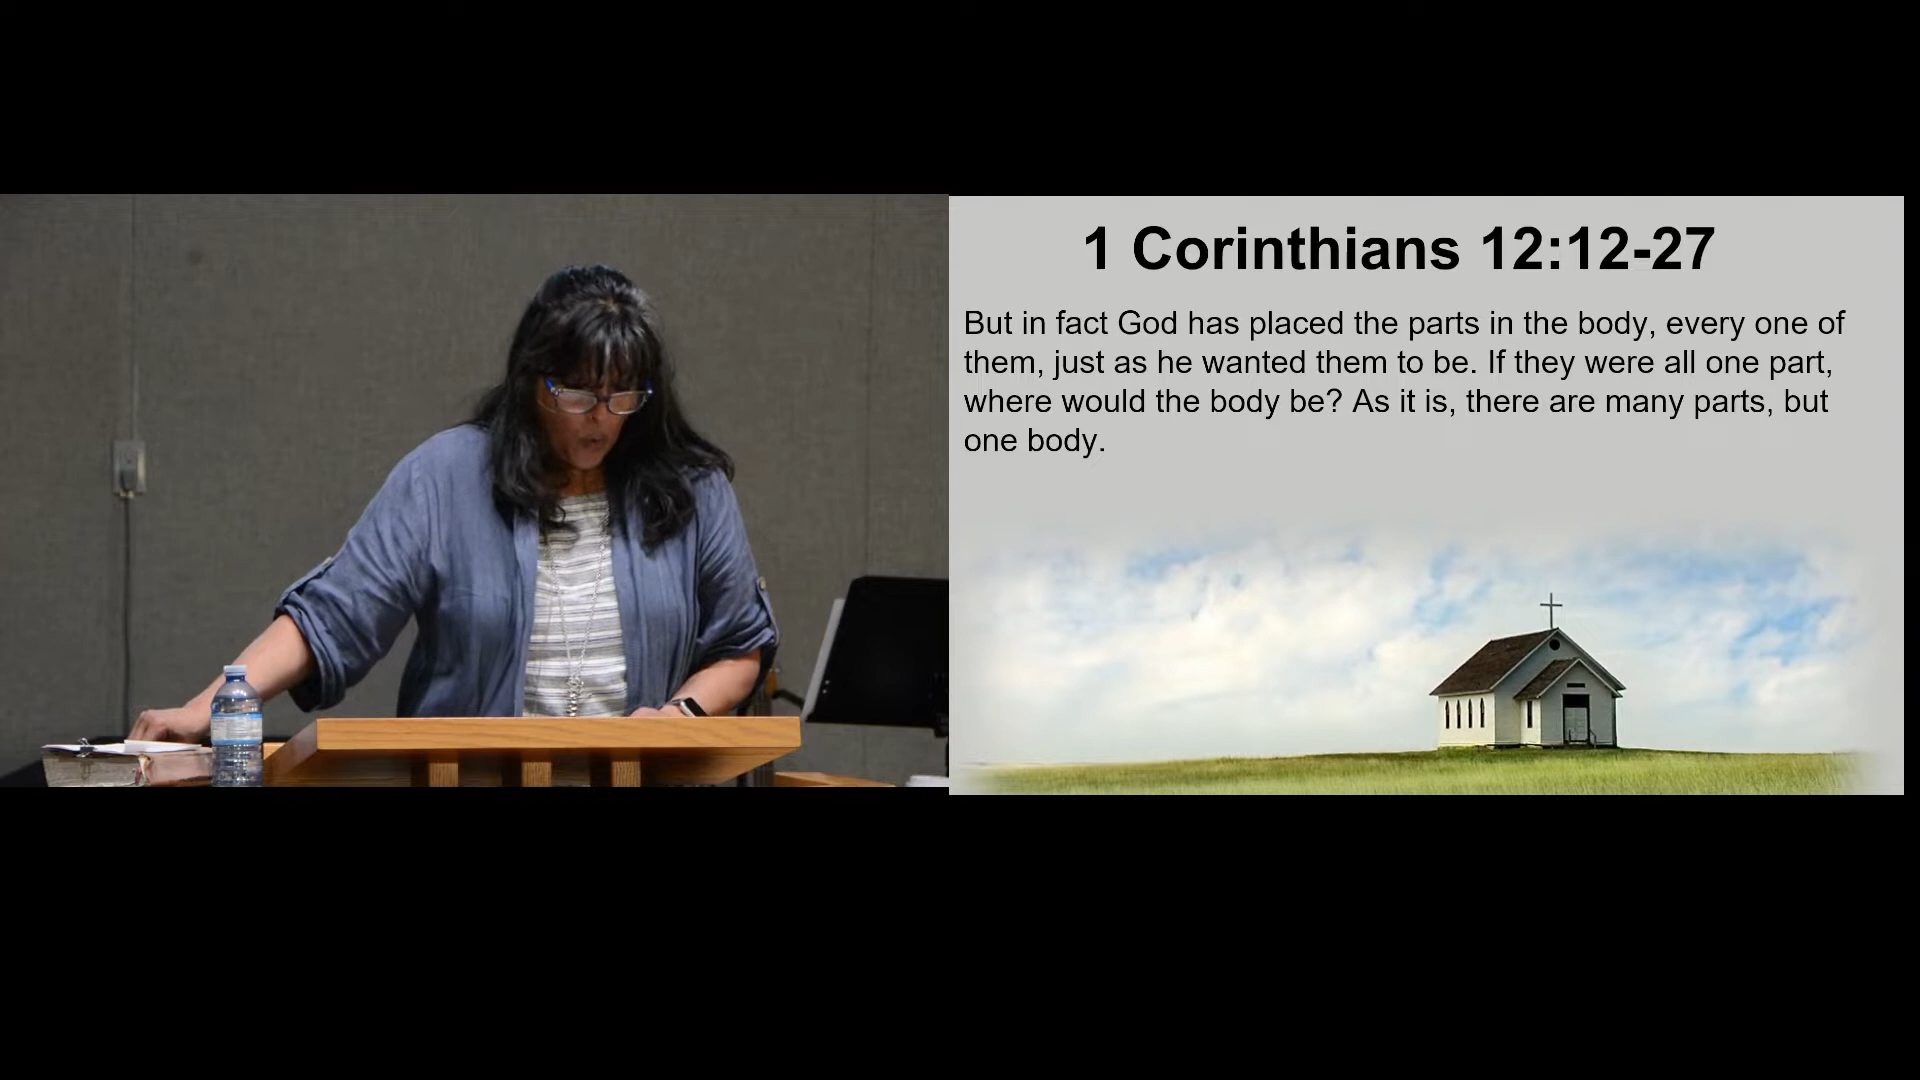 1 Corinthians 12:12-27
But in fact God has placed the parts in the body, every one of
them, just as he wanted them to be. If they were all one part,
where would the body be? As it is, there are many parts, but
one body.